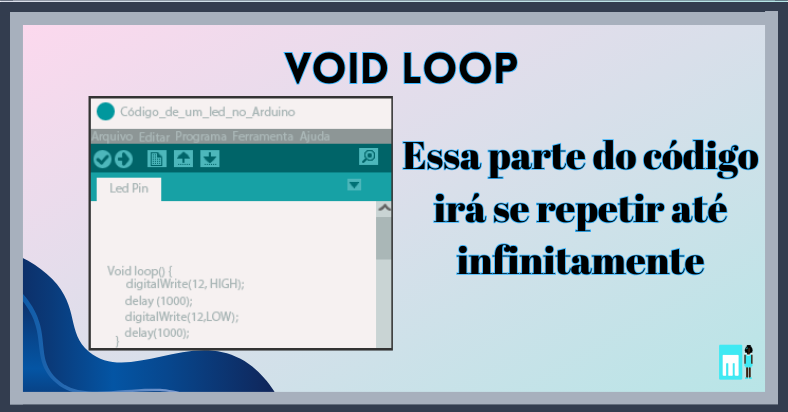 VOID LOOP
Código_de_um_led_no_Arduino
Arquivo Editar Programa Ferramenta Ajuda
Led Pin
Void loop() {
digitalWrite(12, HIGH);
delay (1000);
digitalWrite(12,LOW);
delay(1000);
}
Essa parte do código
irá se repetir até
infinitamente
m